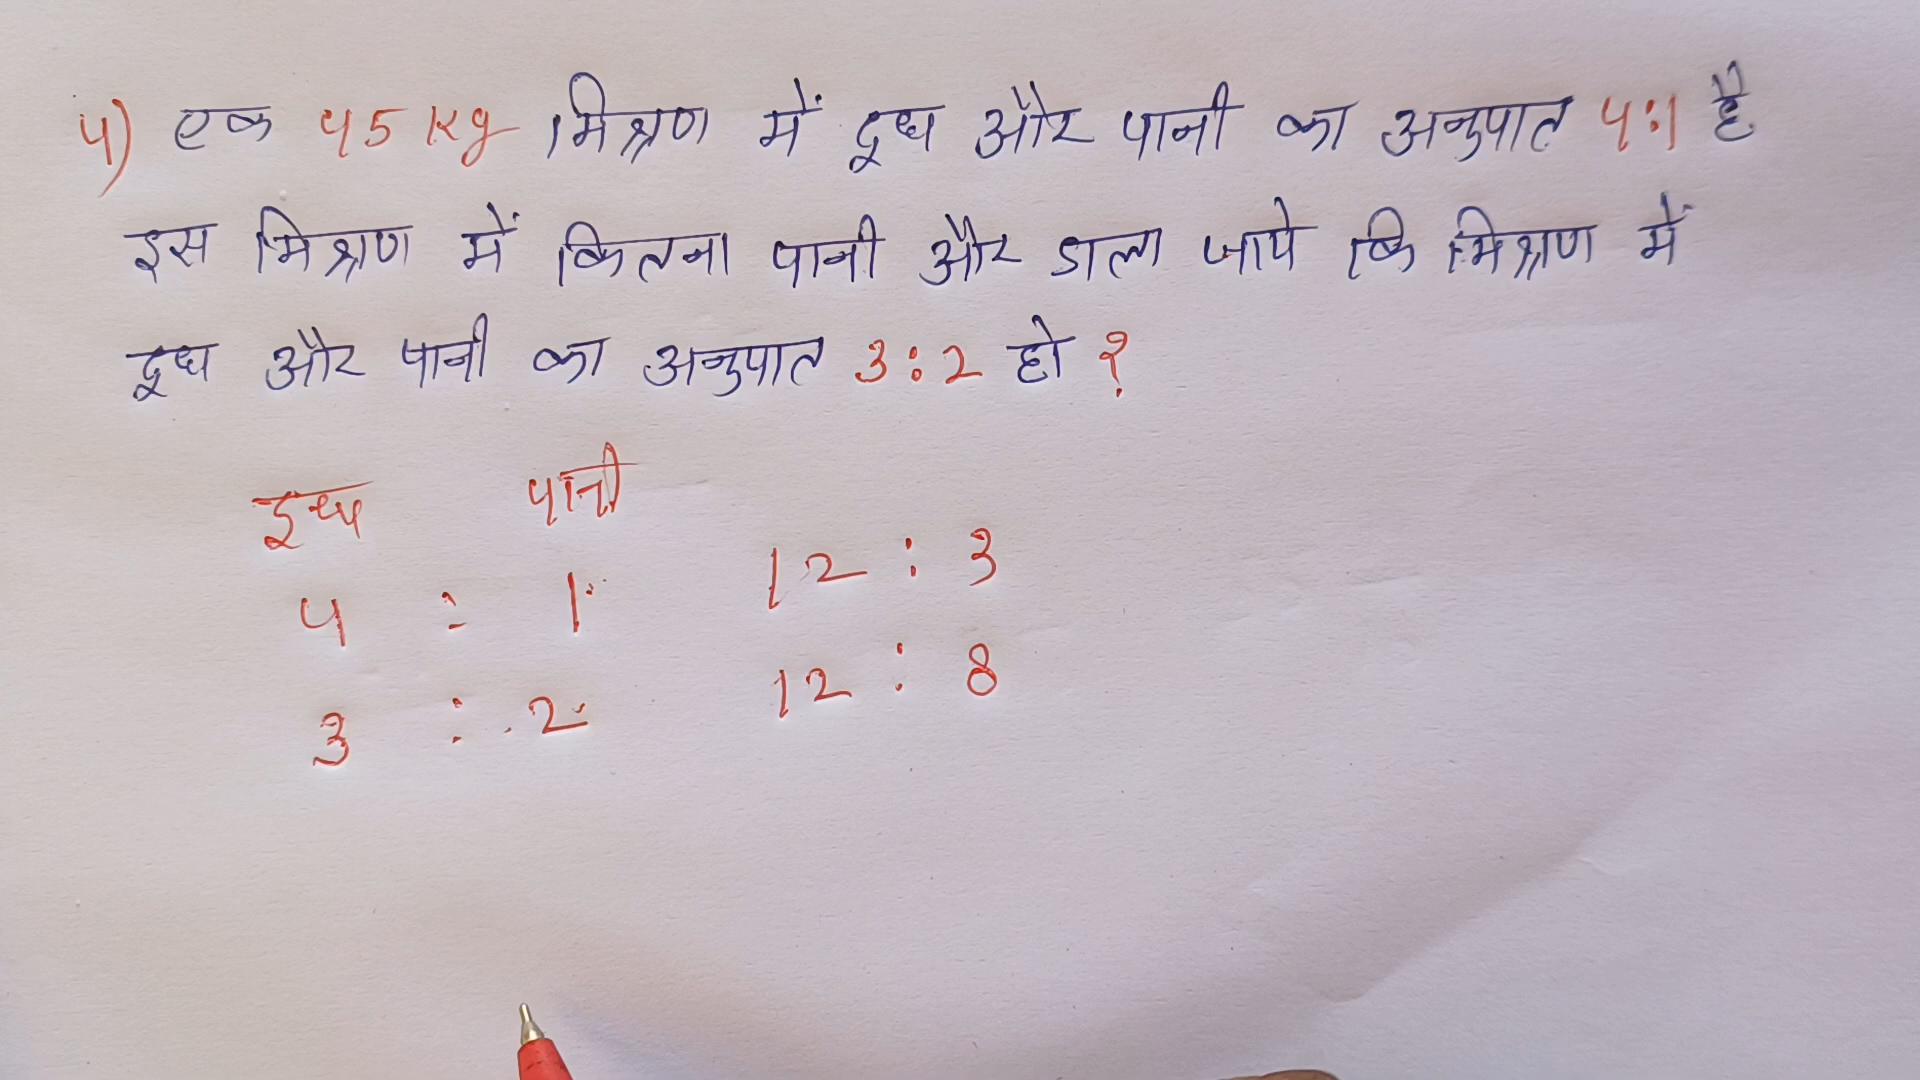 4) एक 45 Kg मिश्रण में दूध और पानी का अनुपात 4:1 है
इस मिश्रण में कितना पानी और डाला जाये कि मिश्रण में
दूध और पानी का अनुपात 3:2 हो ?
दूध पानी
4 : 1 12 : 3
3 : 2 12 : 8